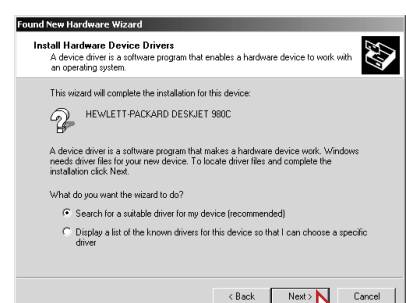 Found New Hardware Wizard
Install Hardware Device Drivers
A device driver is a software program that enables a hardware device to work with
an operating system.
This wizard will complete the installation for this device:
HEWLETT-PACKARD DESKJET 980C
A device driver is a software program that makes a hardware device work. Windows
needs driver files for your new device. To locate driver files and complete the
installation click Next.
What do you want the wizard to do?
Search for a suitable driver for my device (recommended)
Display a list of the known drivers for this device so that I can choose a specific
driver
< Back Next > Cancel